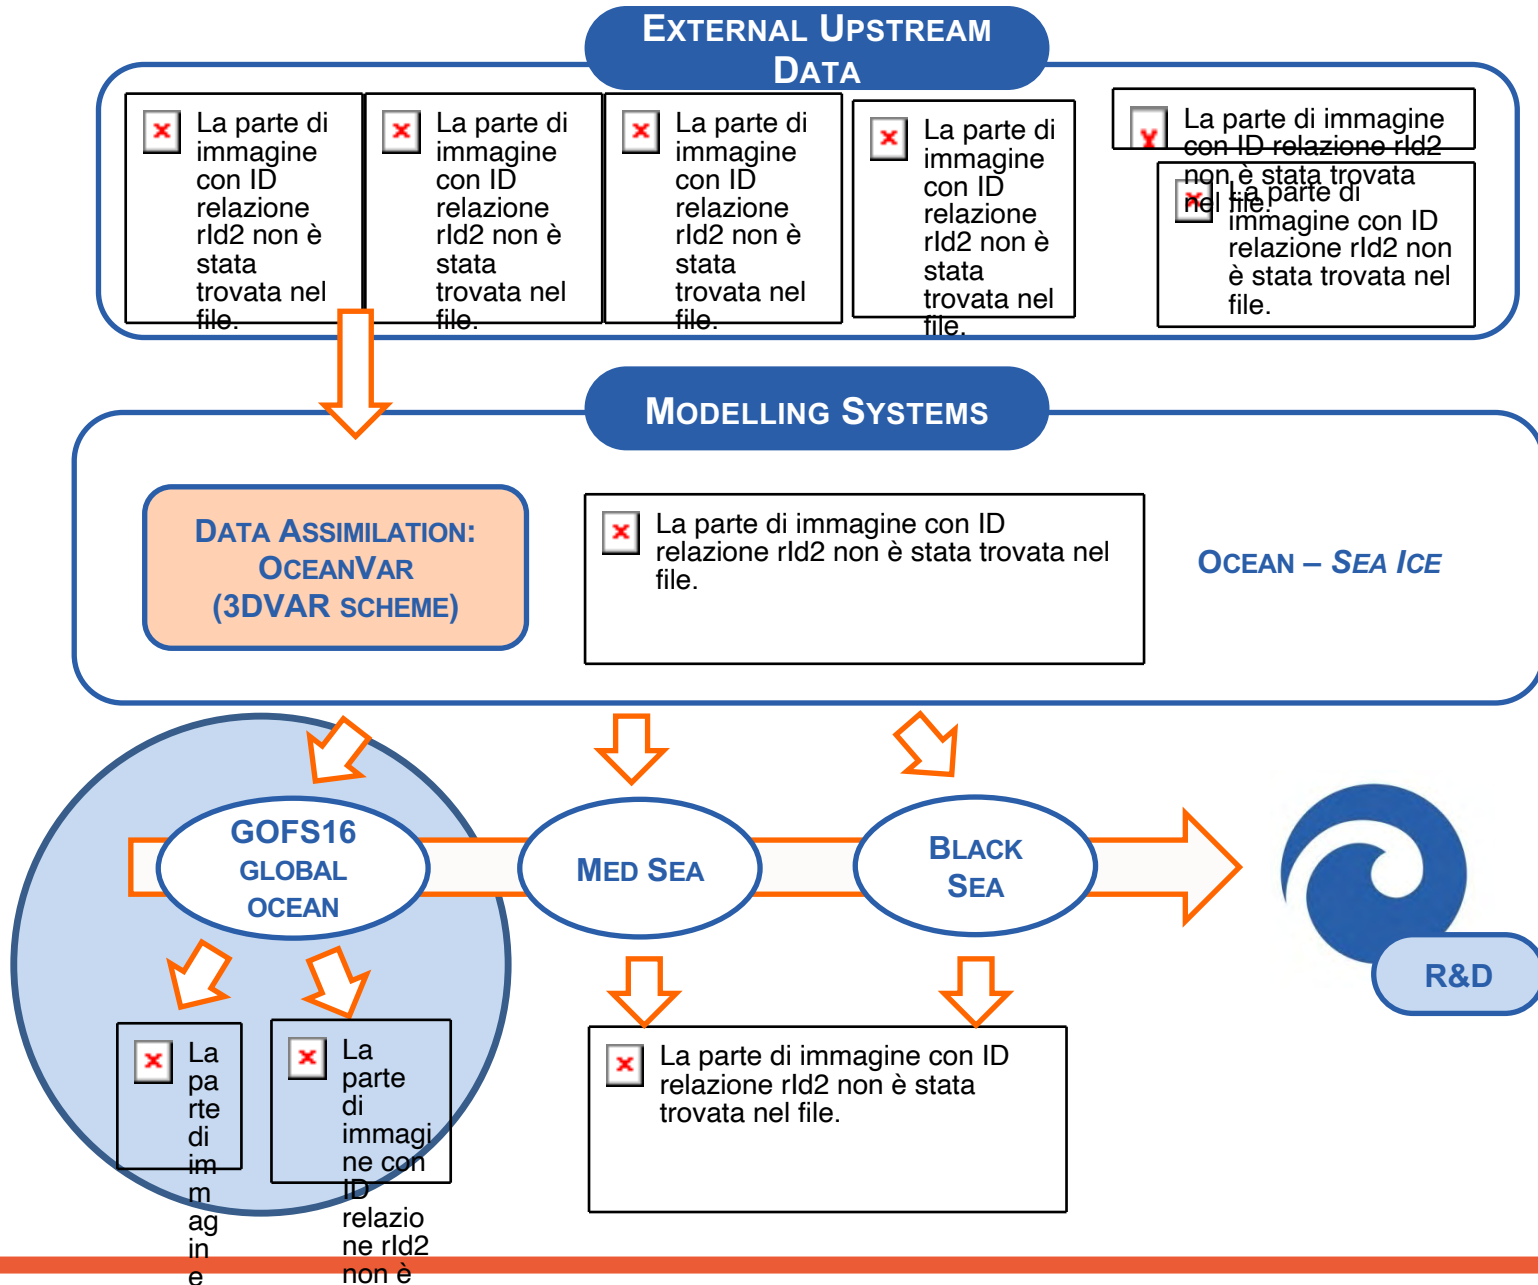 EXTERNAL UPSTREAM
DATA
La parte di
immagine
con ID
relazione
rId2 non è
stata
trovata nel
file.
La parte di
immagine
con ID
relazione
rId2 non è
stata
trovata nel
file.
La parte di
immagine
con ID
relazione
rId2 non è
stata
trovata nel
file.
La parte di
immagine
con ID
relazione
rId2 non è
stata
trovata nel
file.
La parte di immagine
con ID relazione rId2
non è stata trovata
nel file.
La parte di
immagine con ID
relazione rId2 non
è stata trovata nel
file.
MODELLING SYSTEMS
DATA ASSIMILATION:
OCEANVAR
(3DVAR SCHEME)
La parte di immagine con ID
relazione rId2 non è stata trovata nel
file.
OCEAN – SEA ICE
GOFS16
GLOBAL
OCEAN
MED SEA
BLACK
SEA
R&D
La
pa
rte
di
im
m
ag
in
e
La
parte
di
immagi
ne con
ID
relazio
ne rId2
non è
La parte di immagine con ID
relazione rId2 non è stata
trovata nel file.